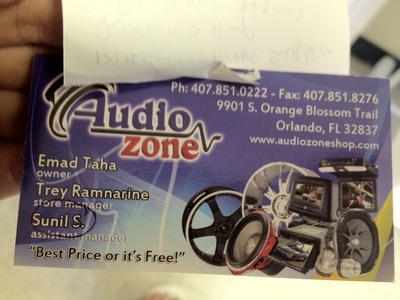 Ph: 407.851.0222 - Fax: 407.851.8276
9901 S. Orange Blossom Trail
Orlando, FL 32837
www.audiozoneshop.com
Audio
zone
Emad Taha
owner
Trey Ramnarine
store manager
Sunil S.
assistant manager
"Best Price or it's Free!"